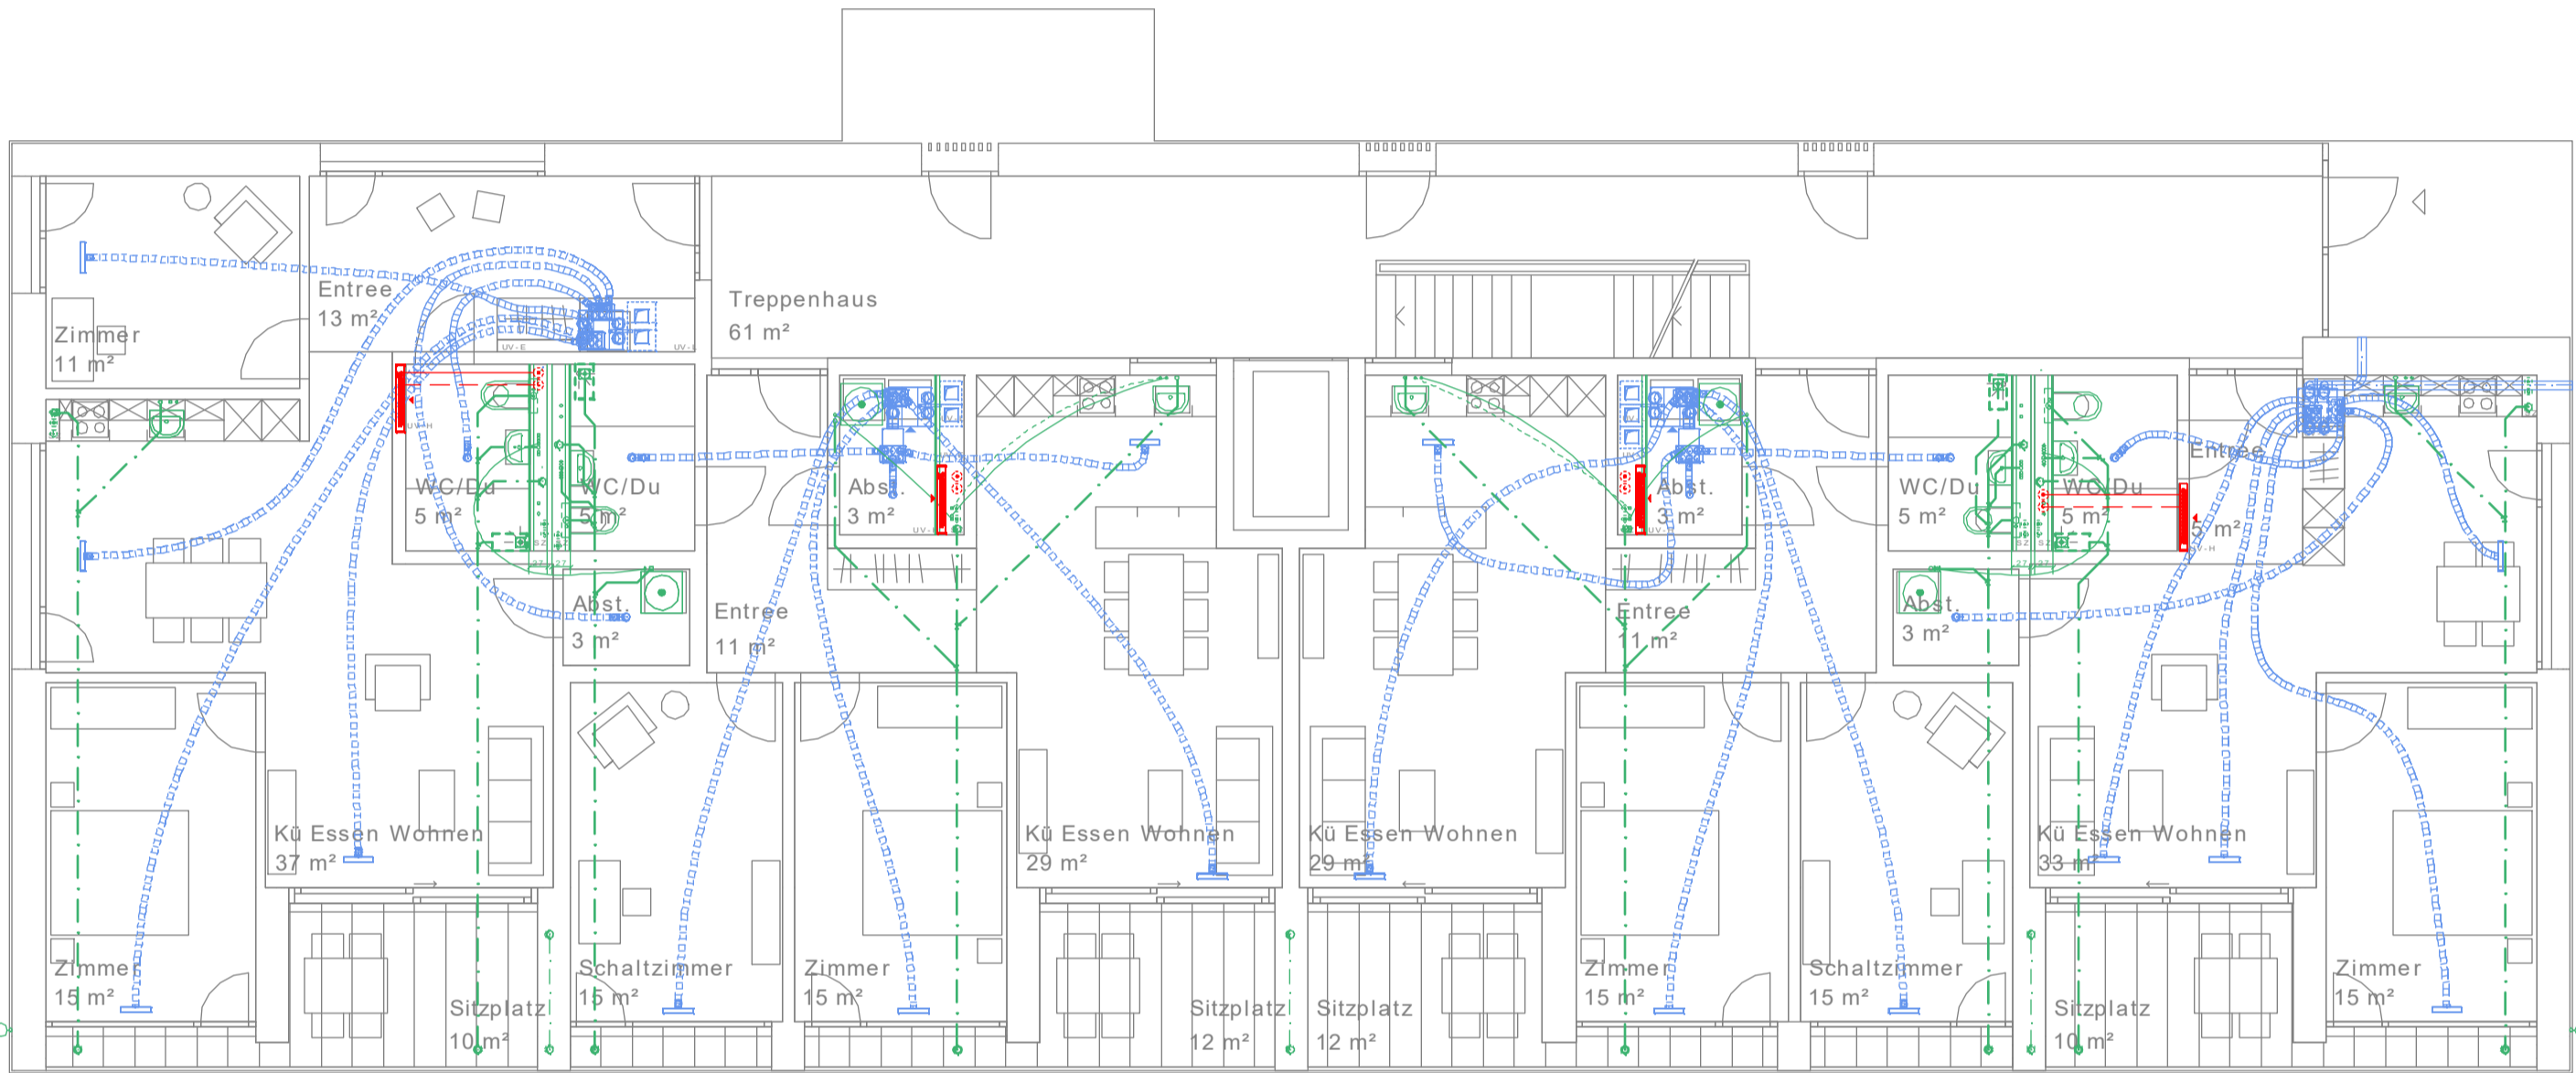 Entree
13 m²
Zimmer
11 m²
Treppenhaus
61 m²
UV-E
UV-L
UV-H
WC/Du
5 m²
WC/Du
5 m²
Abst.
3 m²
Entree
11 m²
Abst.
3 m²
Abst.
3 m²
Entree
11 m²
WC/Du
5 m²
WC/Du
5 m²
Entree
5 m²
UV-H
Abst.
3 m²
Kü Essen Wohnen
37 m²
Kü Essen Wohnen
29 m²
Kü Essen Wohnen
29 m²
Kü Essen Wohnen
33 m²
Zimmer
15 m²
Schaltzimmer
15 m²
Zimmer
15 m²
Zimmer
15 m²
Schaltzimmer
15 m²
Zimmer
15 m²
Sitzplatz
10 m²
Sitzplatz
12 m²
Sitzplatz
12 m²
Sitzplatz
10 m²